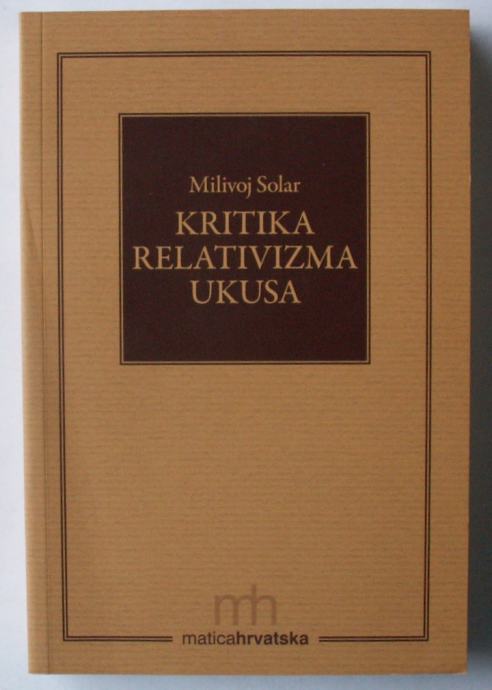 Milivoj Solar
KRITIKA
RELATIVIZMA
UKUSA
mh
maticahrvatska